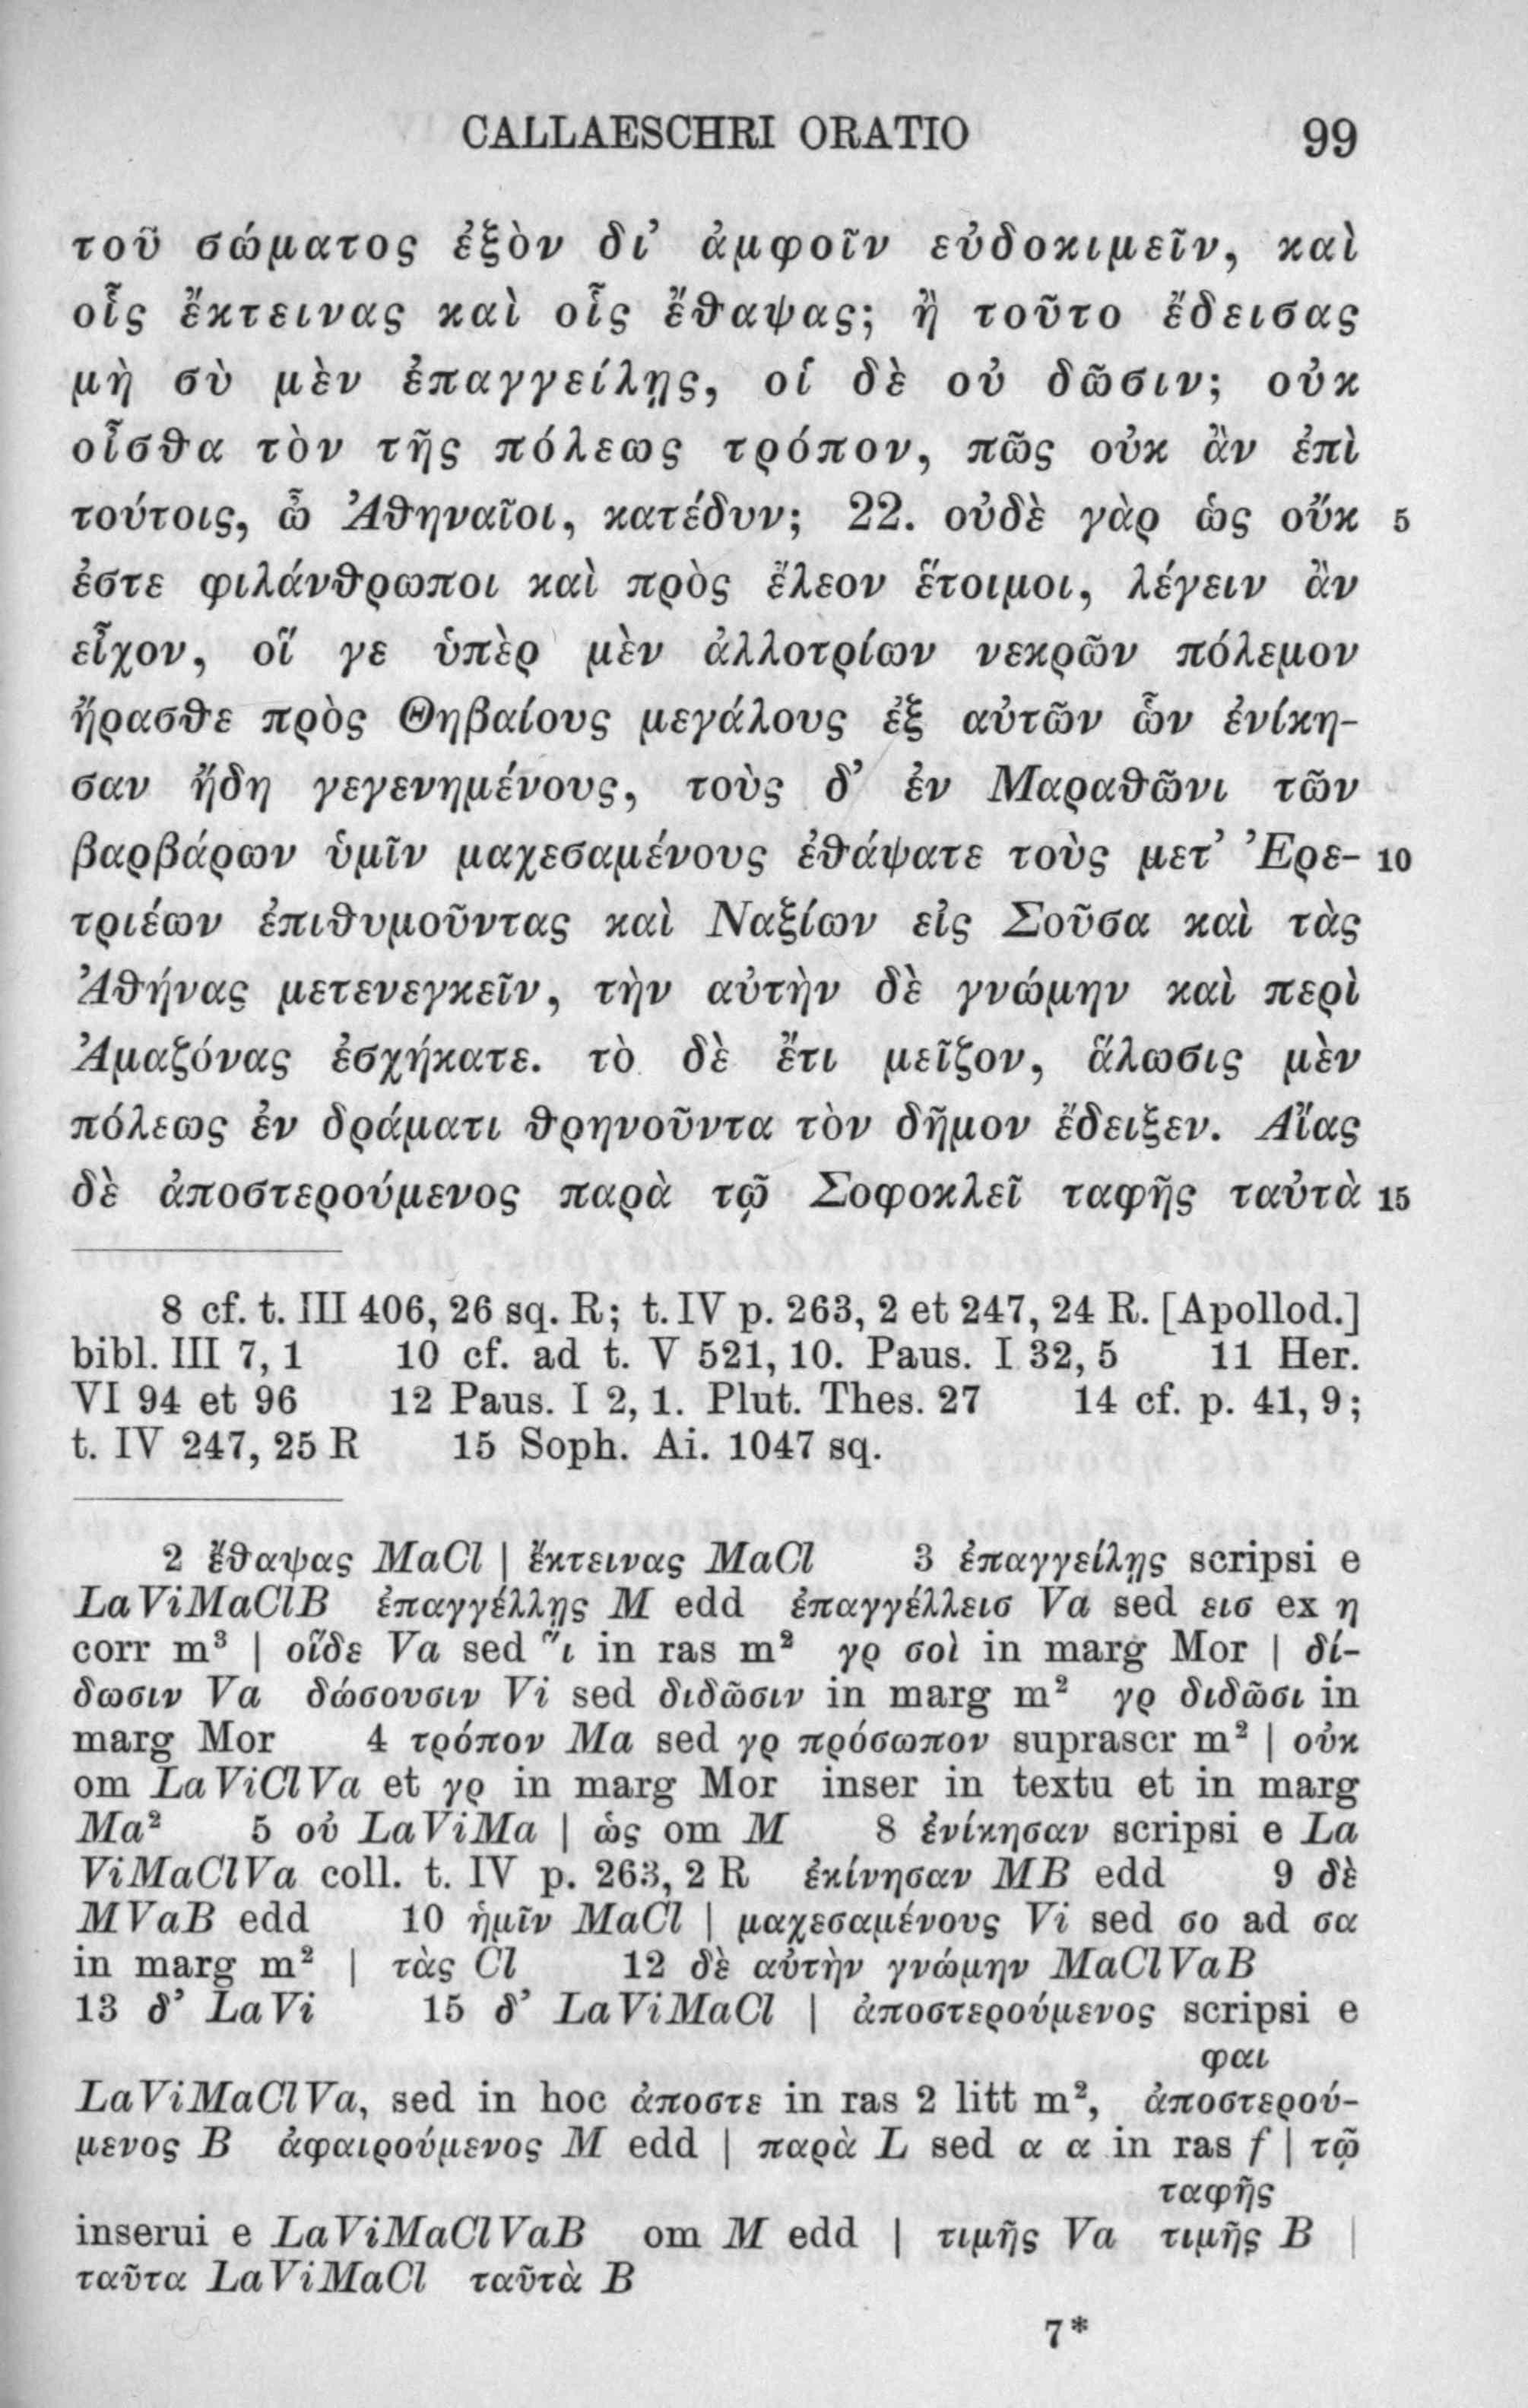 CALLAESCHRI ORATIO 99
τοῦ σώματος ἐξὸν δι’ ἀμφοῖν εὐδοκιμεῖν, καὶ
οἷς ἔκτεινας καὶ οἷς ἔθαψας; ἢ τοῦτο ἔδεισας
μὴ σὺ μὲν ἐπαγγείλῃς, οἱ δὲ οὐ δῶσιν; οὐκ
οἶσθα τὸν τῆς πόλεως τρόπον, πῶς οὐκ ἂν ἐπὶ
τούτοις, ὦ Ἀθηναῖοι, κατέδυν; 22. οὐδὲ γὰρ ὡς οὔκ 5
ἐστε φιλάνθρωποι καὶ πρὸς ἔλεον ἕτοιμοι, λέγειν ἂν
εἶχον, οἵ γε ὑπὲρ μὲν ἀλλοτρίων νεκρῶν πόλεμον
ἤρασθε πρὸς Θηβαίους μεγάλους ἐξ αὐτῶν ὧν ἐνίκη-
σαν ἤδη γεγενημένους, τοὺς δ’ ἐν Μαραθῶνι τῶν
βαρβάρων ὑμῖν μαχεσαμένους ἐθάψατε τοὺς μετ’ Ἐρε- 10
τριέων ἐπιθυμοῦντας καὶ Ναξίων εἰς Σοῦσα καὶ τὰς
Ἀθήνας μετενεγκεῖν, τὴν αὐτὴν δὲ γνώμην καὶ περὶ
Ἀμαζόνας ἐσχήκατε. τὸ δὲ ἔτι μεῖζον, ἅλωσις μὲν
πόλεως ἐν δράματι θρηνοῦντα τὸν δῆμον ἔδειξεν. Αἴας
δὲ ἀποστερούμενος παρὰ τῷ Σοφοκλεῖ ταφῆς ταὐτὰ 15
8 cf. t. III 406, 26 sq. R; t. IV p. 263, 2 et 247, 24 R. [Apollod.]
bibl. III 7, 1 10 cf. ad t. V 521, 10. Paus. I 32, 5 11 Her.
VI 94 et 96 12 Paus. I 2, 1. Plut. Thes. 27 14 cf. p. 41, 9;
t. IV 247, 25 R 15 Soph. Ai. 1047 sq.
2 ἔθαψας MaCl | ἔκτεινας MaCl 3 ἐπαγγείλῃς scripsi e
LaViMaClB ἐπαγγέλλῃς M edd ἐπαγγέλλεισ Va sed εισ ex η
corr m³ | οἵδε Va sed ῞ι in ras m² γρ σοὶ in marg Mor | δί-
δωσιν Va δώσουσιν Vi sed διδῶσιν in marg m² γρ διδῶσι in
marg Mor 4 τρόπον Ma sed γρ πρόσωπον suprascr m² | οὐκ
om LaViClVa et γρ in marg Mor inser in textu et in marg
Ma² 5 οὐ LaViMa | ὡς om M 8 ἐνίκησαν scripsi e La
ViMaClVa coll. t. IV p. 263, 2 R ἐκίνησαν MB edd 9 δὲ
MVaB edd 10 ἡμῖν MaCl | μαχεσαμένους Vi sed σο ad σα
in marg m² | τὰς Cl 12 δὲ αὐτὴν γνώμην MaClVaB
13 δ’ LaVi 15 δ’ LaViMaCl | ἀποστερούμενος scripsi e
φαι
LaViMaClVa, sed in hoc ἀποστε in ras 2 litt m², ἀποστερού-
μενος B ἀφαιρούμενος M edd | παρὰ L sed α α in ras f | τῷ
ταφῆς
inserui e LaViMaClVaB om M edd | τιμῆς Va τιμῆς B |
ταῦτα LaViMaCl ταῦτὰ B
7*